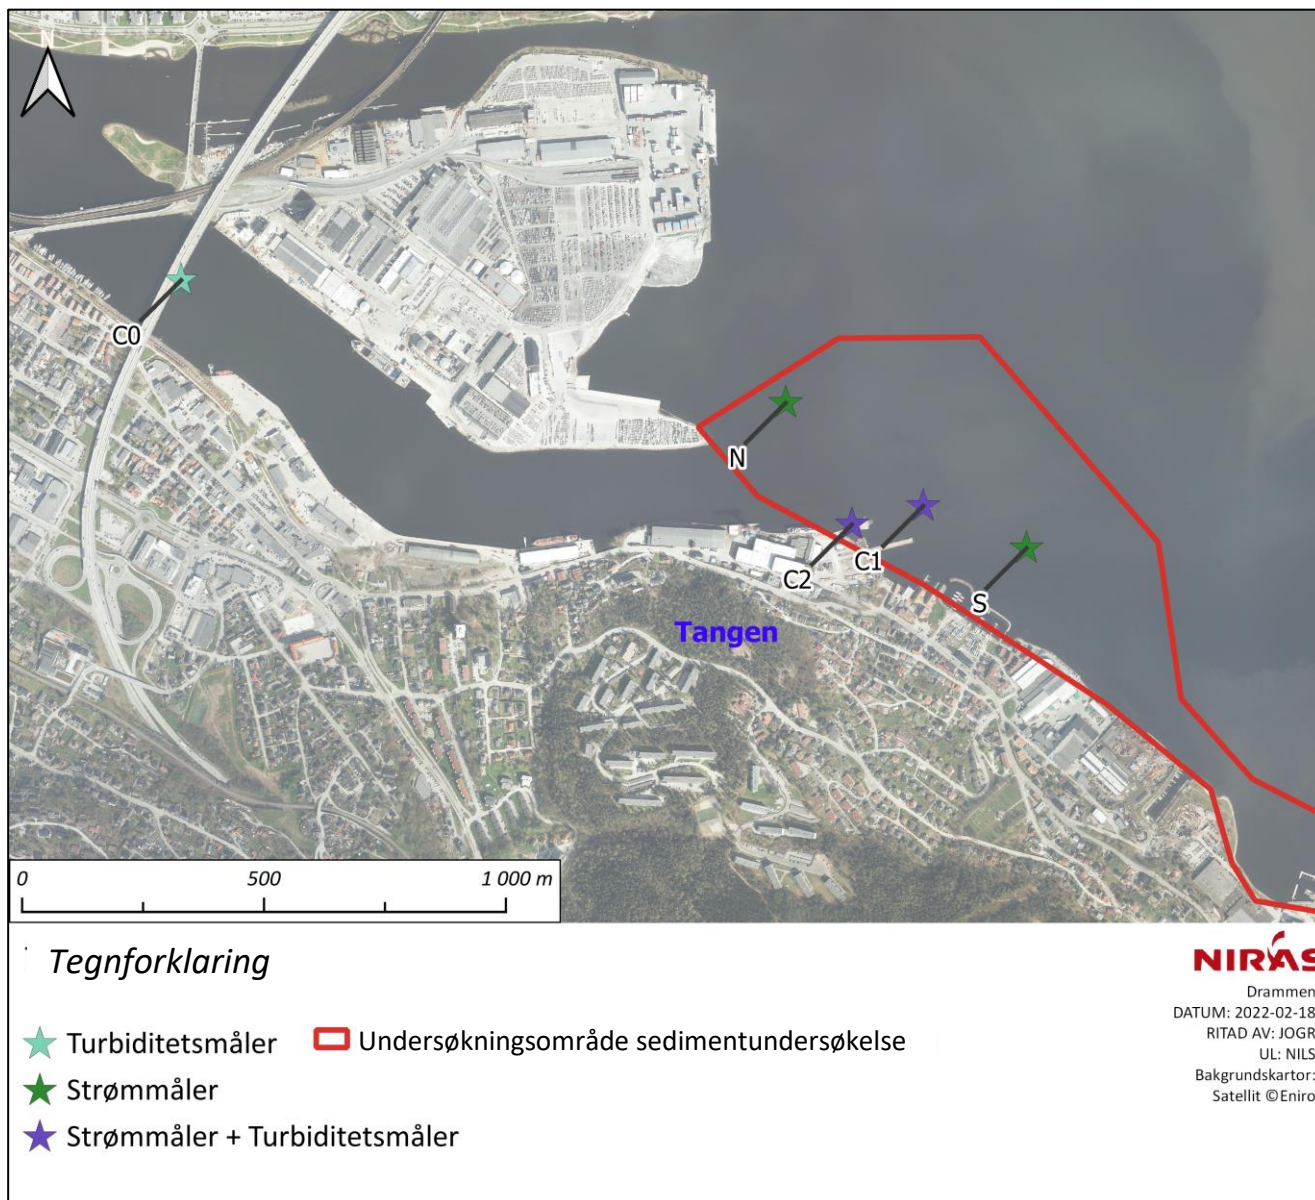 N
C0
N
C2
C1
S
Tangen
0 500 1 000 m
Tegnforklaring
Turbiditetsmåler
Undersøkningsområde sedimentundersøkelse
Strømmåler
Strømmåler + Turbiditetsmåler
NIRAS
Drammen
DATUM: 2022-02-18
RITAD AV: JOGR
UL: NILS
Bakgrundskartor:
Satellit ©Eniro